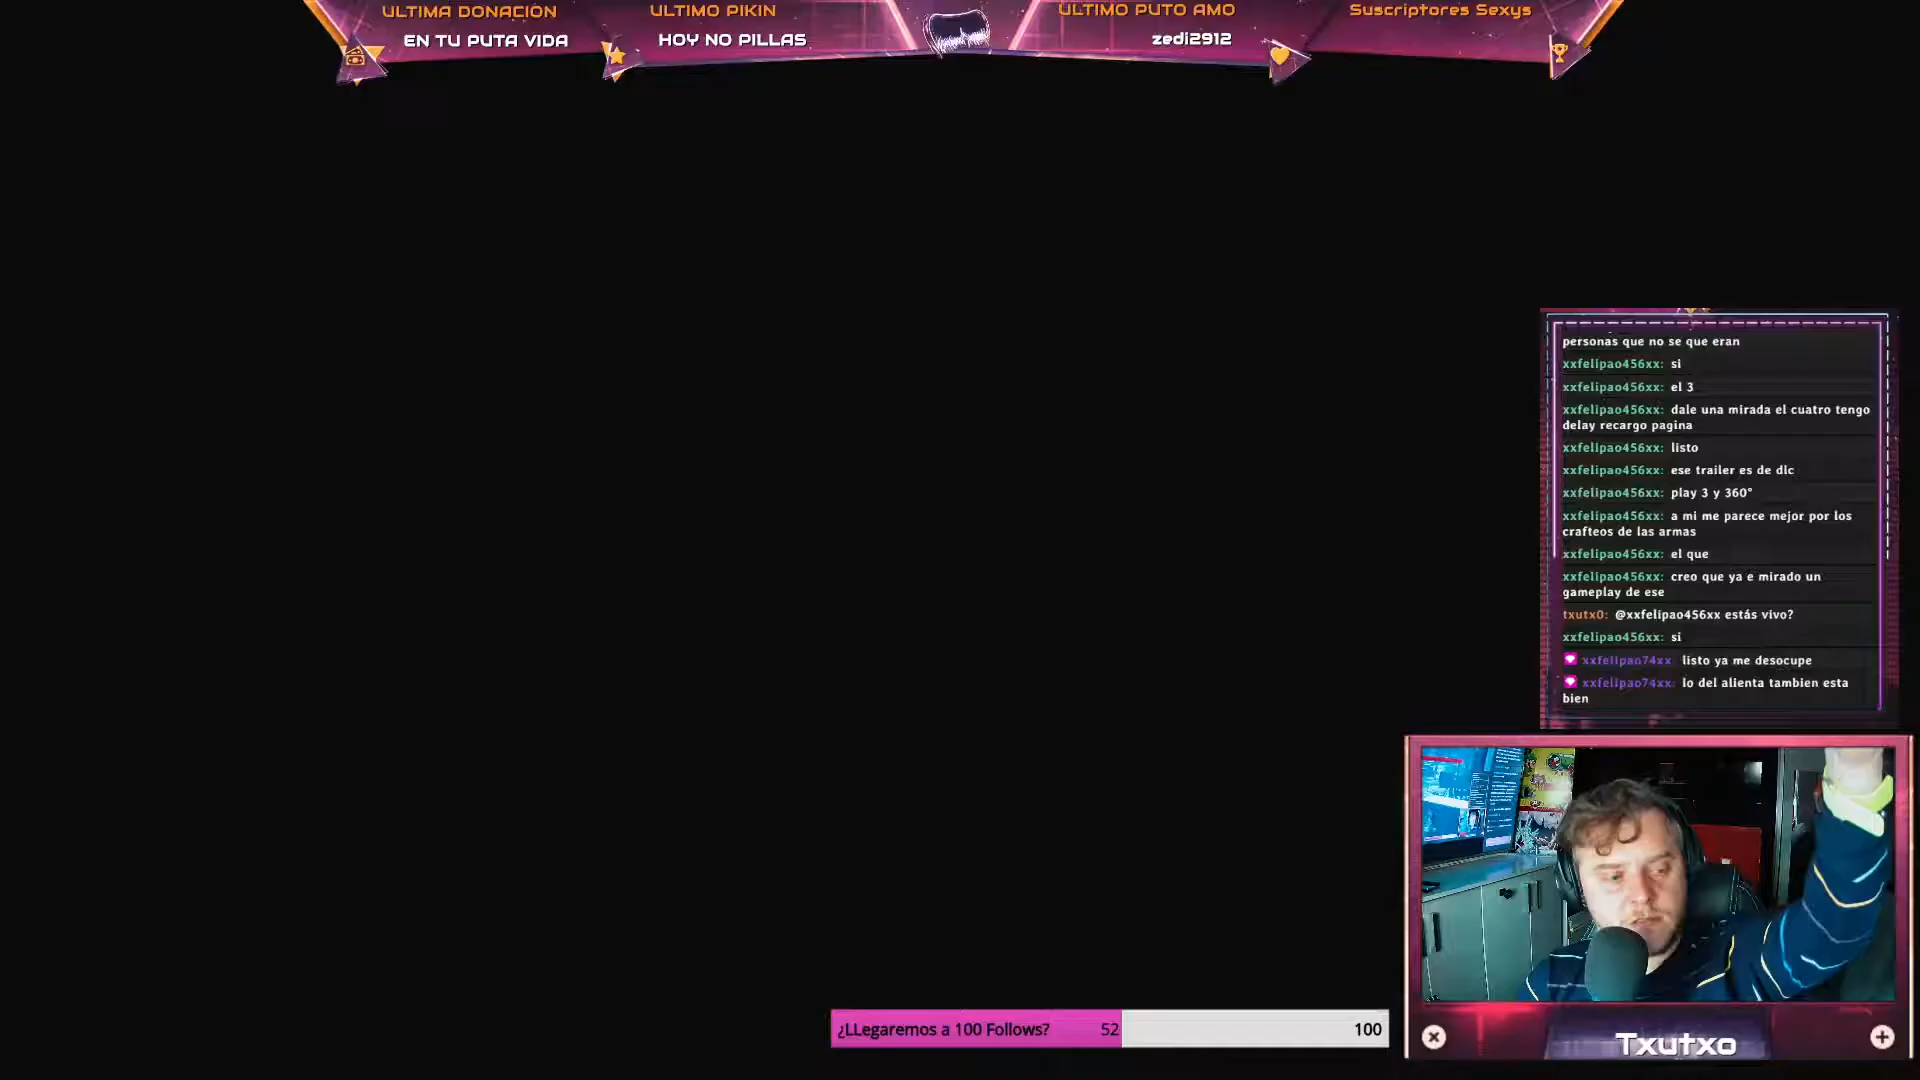 ULTIMA DONACIÓN
EN TU PUTA VIDA
ULTIMO PIKIN
HOY NO PILLAS
ULTIMO PUTO AMO
zedi2912
Suscriptores Sexys
personas que no se que eran
xxfelipao456xx: si
xxfelipao456xx: el 3
xxfelipao456xx: dale una mirada el cuatro tengo
delay recargo pagina
xxfelipao456xx: listo
xxfelipao456xx: ese trailer es de dlc
xxfelipao456xx: play 3 y 360°
xxfelipao456xx: a mi me parece mejor por los
crafteos de las armas
xxfelipao456xx: el que
xxfelipao456xx: creo que ya e mirado un
gameplay de ese
txutx0: @xxfelipao456xx estás vivo?
xxfelipao456xx: si
xxfelipao74xx: listo ya me desocupe
xxfelipao74xx: lo del alienta tambien esta
bien
¿LLegaremos a 100 Follows? 52 100
Txutxo